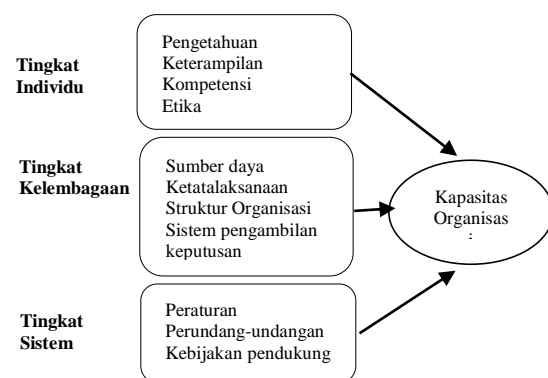 Tingkat
Individu
Pengetahuan
Keterampilan
Kompetensi
Etika
Tingkat
Kelembagaan
Sumber daya
Ketatalaksanaan
Struktur Organisasi
Sistem pengambilan
keputusan
Tingkat
Sistem
Peraturan
Perundang-undangan
Kebijakan pendukung
Kapasitas
Organisas